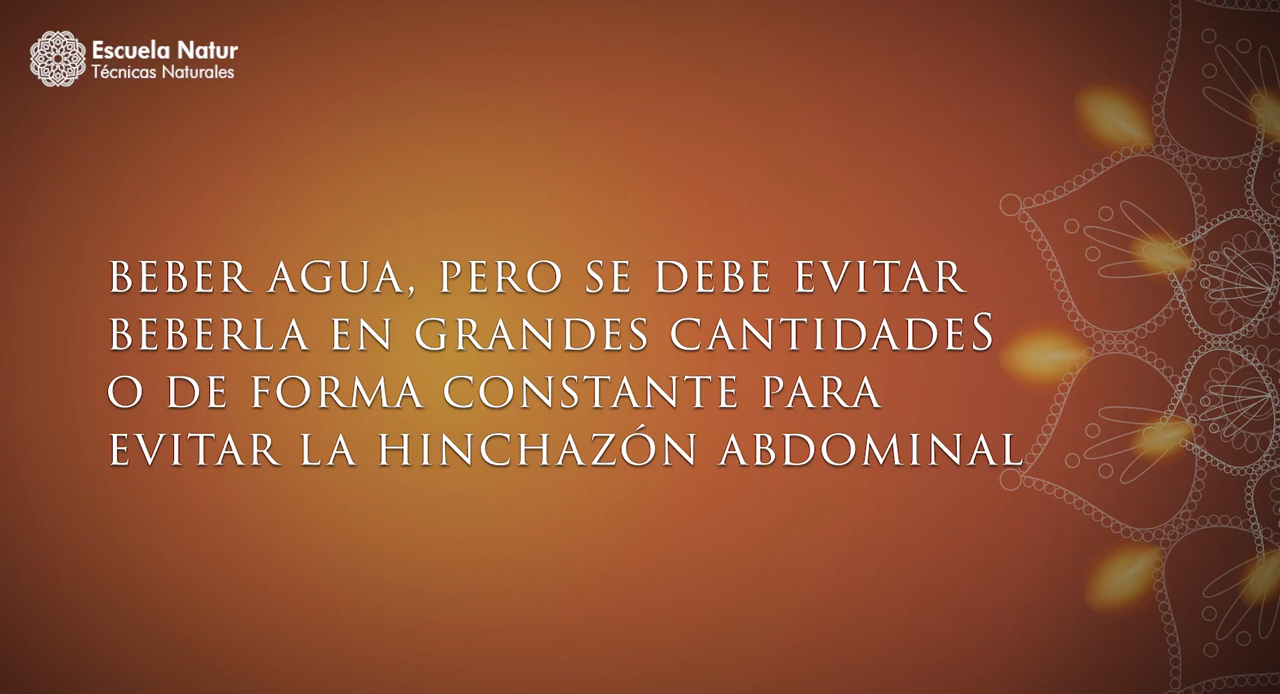 Escuela Natur
Técnicas Naturales
BEBER AGUA, PERO SE DEBE EVITAR
BEBERLA EN GRANDES CANTIDADES
O DE FORMA CONSTANTE PARA
EVITAR LA HINCHAZÓN ABDOMINAL